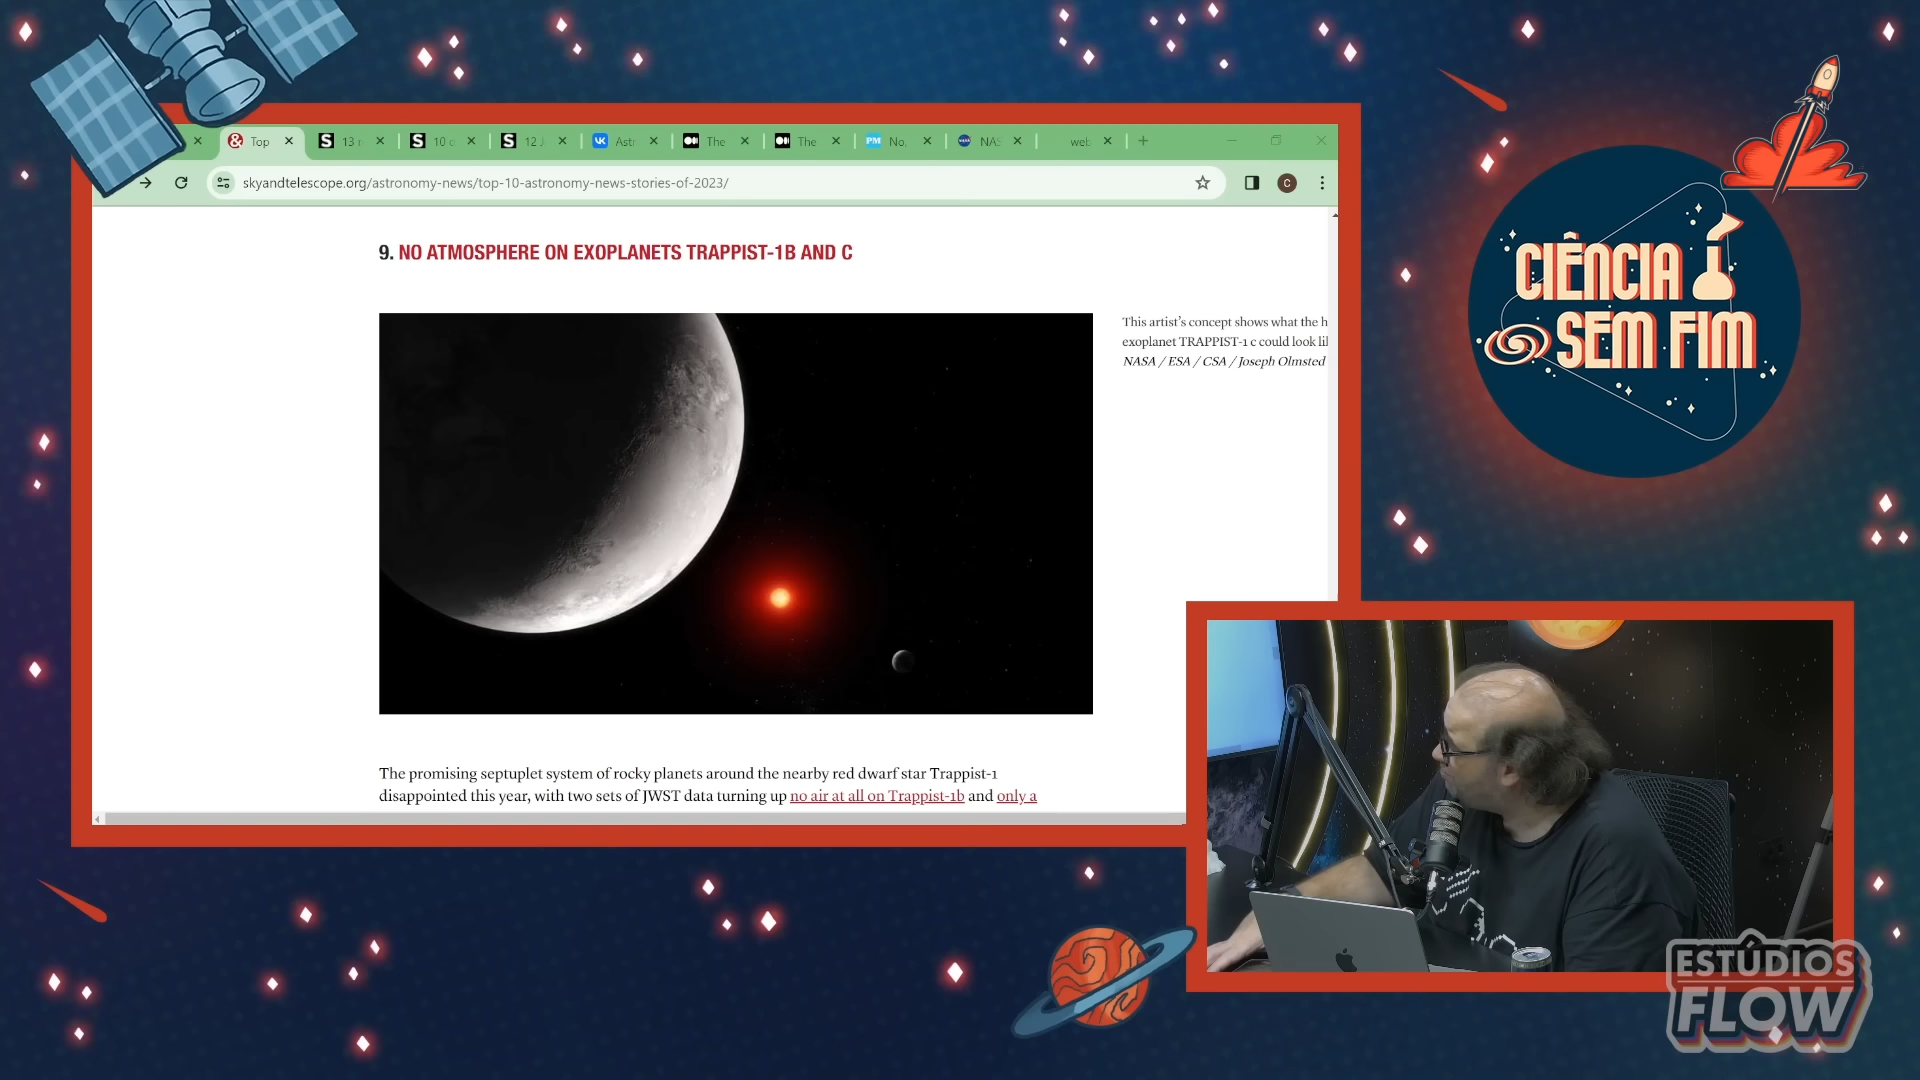 Top
13
10
12
Ast
The
The
PM
No.
NAS
web
skyandtelescope.org/astronomy-news/top-10-astronomy-news-stories-of-2023/
C
9. NO ATMOSPHERE ON EXOPLANETS TRAPPIST-1B AND C
This artist’s concept shows what the h
exoplanet TRAPPIST-1 c could look li
NASA / ESA / CSA / Joseph Olmsted
The promising septuplet system of rocky planets around the nearby red dwarf star Trappist-1
disappointed this year, with two sets of JWST data turning up no air at all on Trappist-1b and only a
CIÊNCIA
SEM FIM
ESTÚDIOS
FLOW